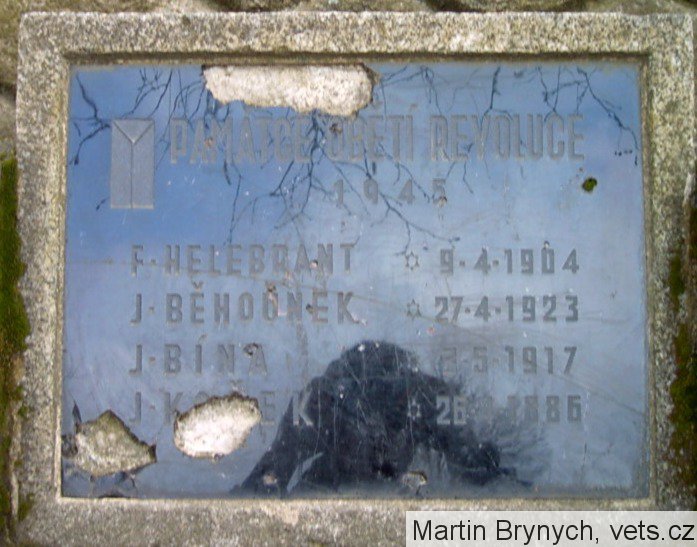 PAMÁTCE OBĚTÍ REVOLUCE
1945
F·HELEBRANT ✡ 9·4·1904
J·BĚHOUNEK ✡ 27·4·1923
J·BÍNA 5·1917
J· 1886
Martin Brynych, vets.cz